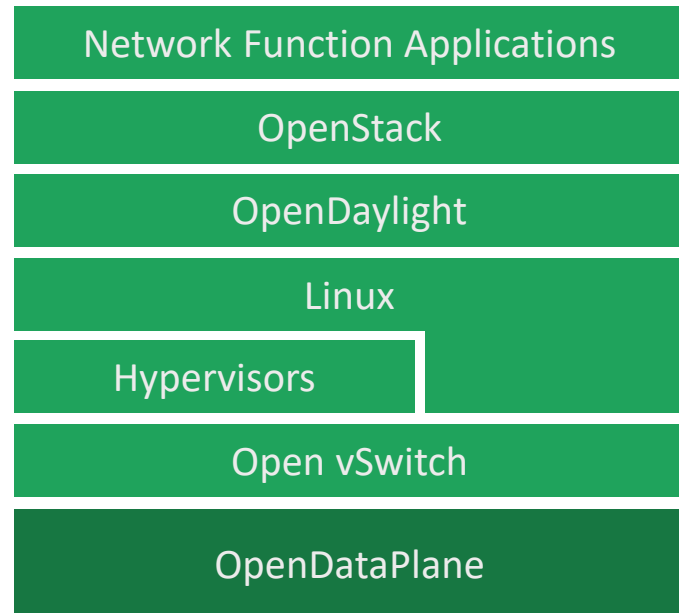 Network Function Applications
OpenStack
OpenDaylight
Linux
Hypervisors
Open vSwitch
OpenDataPlane